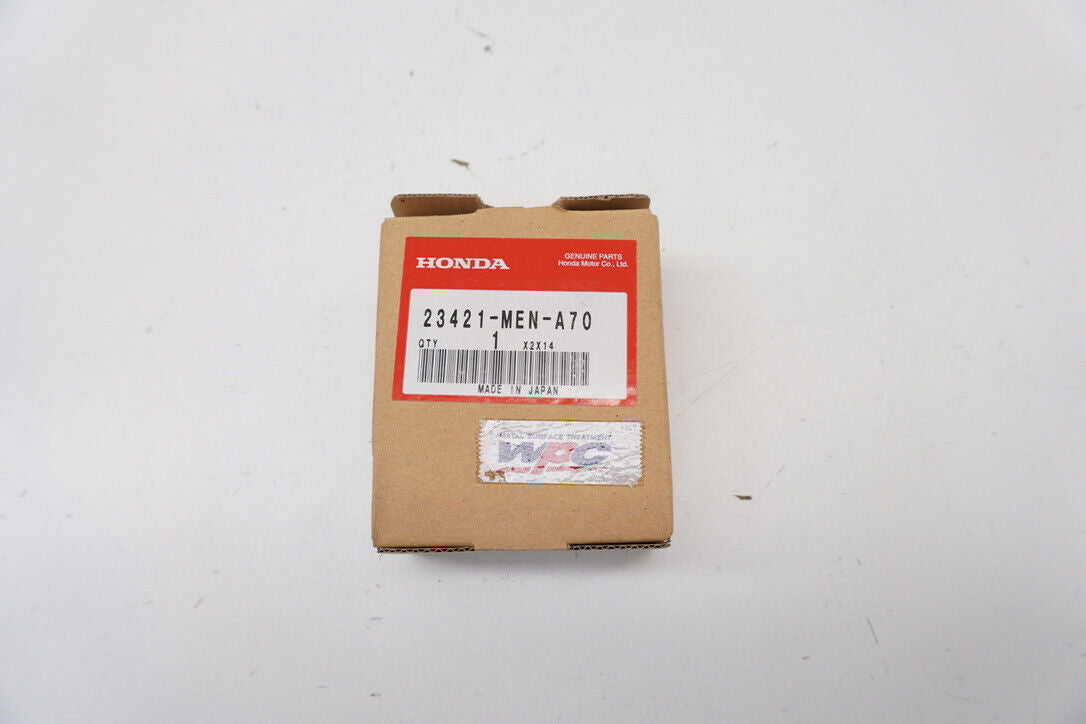 HONDA
GENUINE PARTS
Honda Motor Co., Ltd.
23421-MEN-A70
QTY 1 X2X14
MADE IN JAPAN
METAL SURFACE TREATMENT
WPC